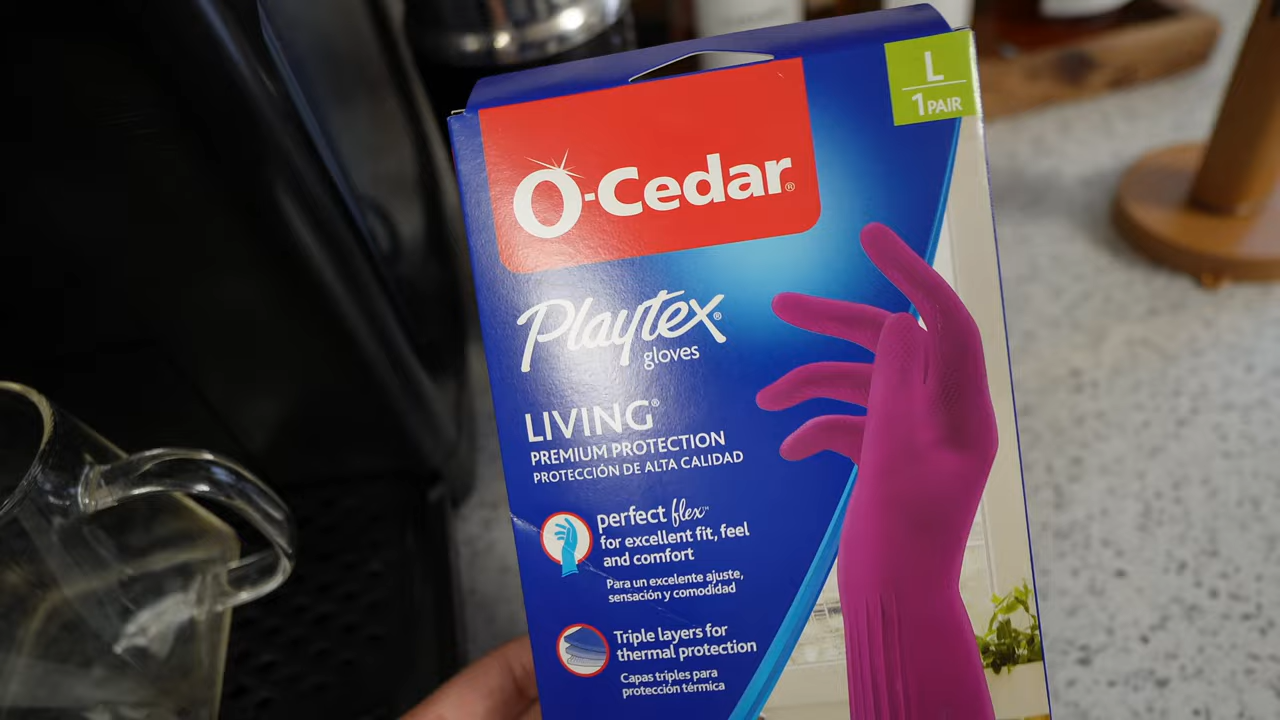 L
1 PAIR
O-Cedar®
Playtex®
gloves
LIVING®
PREMIUM PROTECTION
PROTECCIÓN DE ALTA CALIDAD
perfect flex™
for excellent fit, feel
and comfort
Para un excelente ajuste,
sensación y comodidad
Triple layers for
thermal protection
Capas triples para
protección térmica